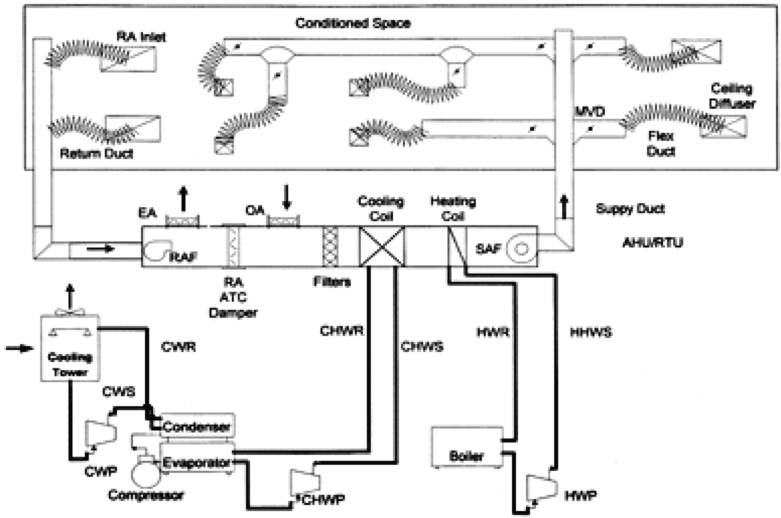 Conditioned Space
RA Inlet
Ceiling
Diffuser
MVD
Flex
Duct
Return Duct
EA
OA
Cooling
Coil
Heating
Coil
Suppy Duct
RAF
SAF
AHU/RTU
RA
ATC
Damper
Filters
CHWR
CHWS
HWR
HHWS
CWR
Cooling
Tower
CWS
Condenser
CWP
Evaporator
Compressor
CHWP
Boiler
HWP